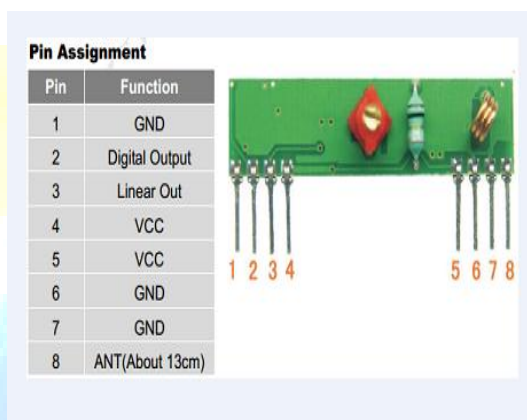 Pin Assignment
Pin Function
1 GND
2 Digital Output
3 Linear Out
4 VCC
5 VCC
6 GND
7 GND
8 ANT(About 13cm)
1 2 3 4 5 6 7 8